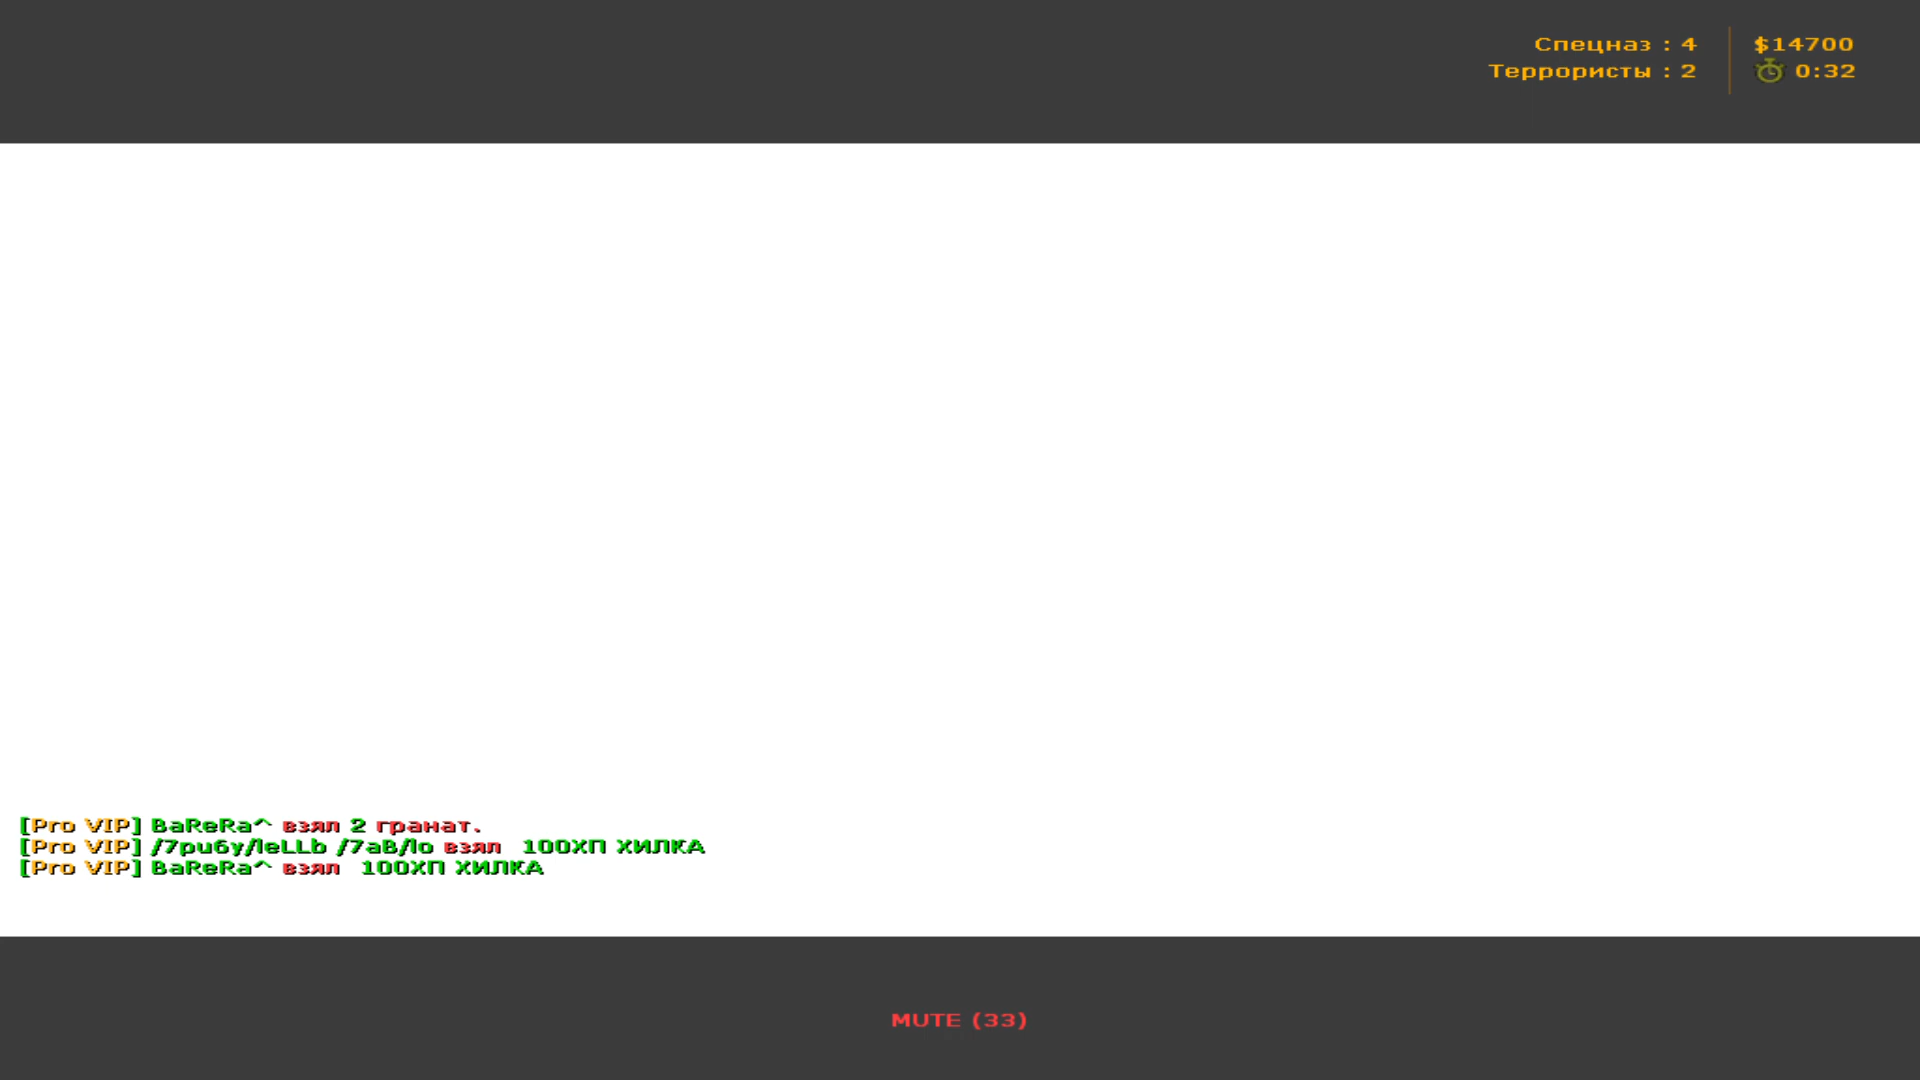 Спецназ : 4 $14700
Террористы : 2 0:32
[Pro VIP] BaReRa^ взял 2 гранат.
[Pro VIP] /7pu6y/leLLb /7aB/lo взял 100ХП ХИЛКА
[Pro VIP] BaReRa^ взял 100ХП ХИЛКА
MUTE (33)